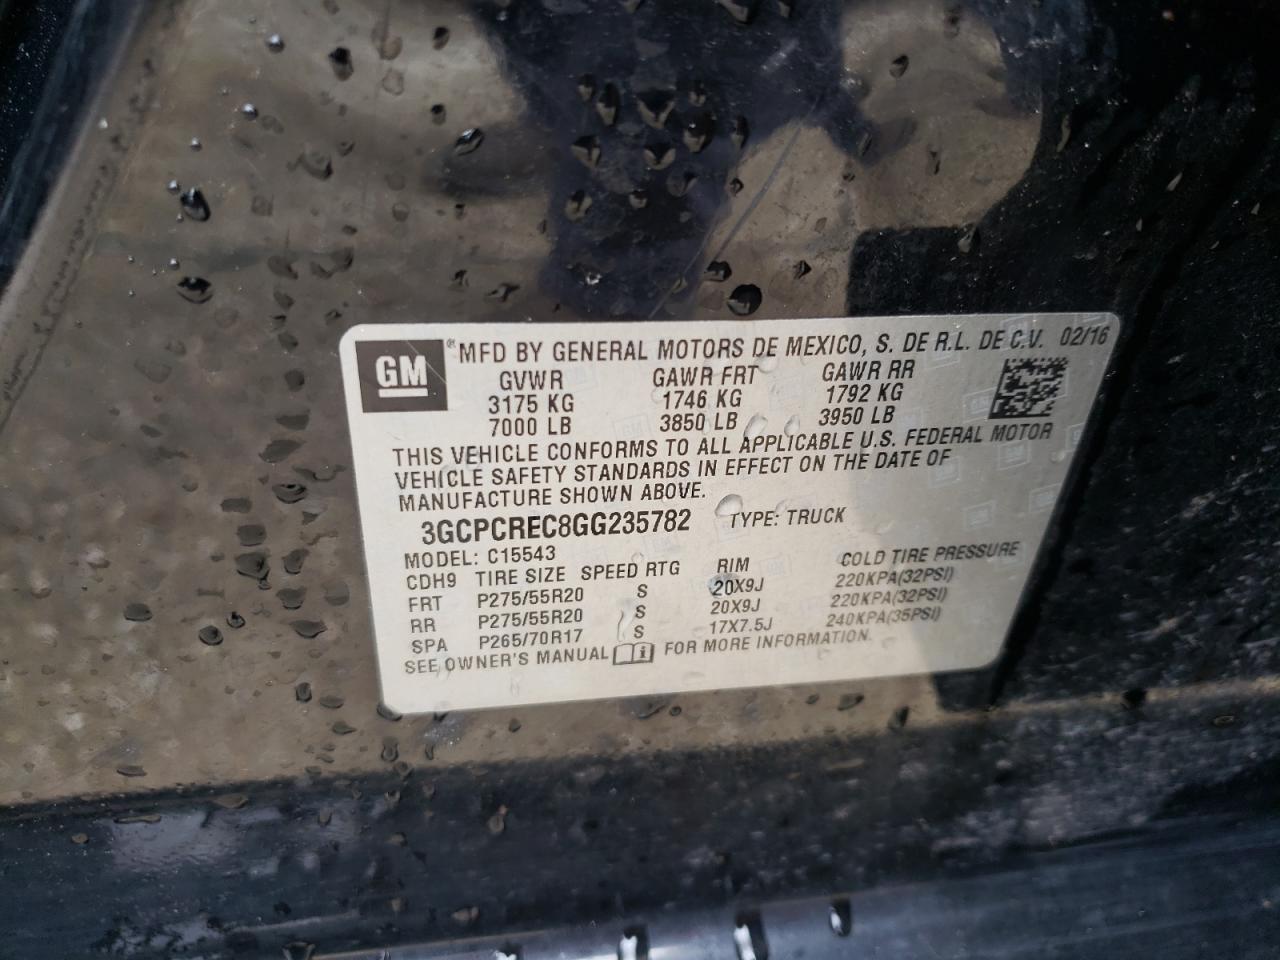 GM ® MFD BY GENERAL MOTORS DE MEXICO, S. DE R.L. DE C.V. 02/16
GVWR GAWR FRT GAWR RR
3175 KG 1746 KG 1792 KG
7000 LB 3850 LB 3950 LB
THIS VEHICLE CONFORMS TO ALL APPLICABLE U.S. FEDERAL MOTOR
VEHICLE SAFETY STANDARDS IN EFFECT ON THE DATE OF
MANUFACTURE SHOWN ABOVE.
3GCPCREC8GG235782 TYPE: TRUCK
MODEL: C15543
CDH9 TIRE SIZE SPEED RTG RIM COLD TIRE PRESSURE
FRT P275/55R20 S 20X9J 220KPA(32PSI)
RR P275/55R20 S 20X9J 220KPA(32PSI)
SPA P265/70R17 S 17X7.5J 240KPA(35PSI)
SEE OWNER'S MANUAL FOR MORE INFORMATION.